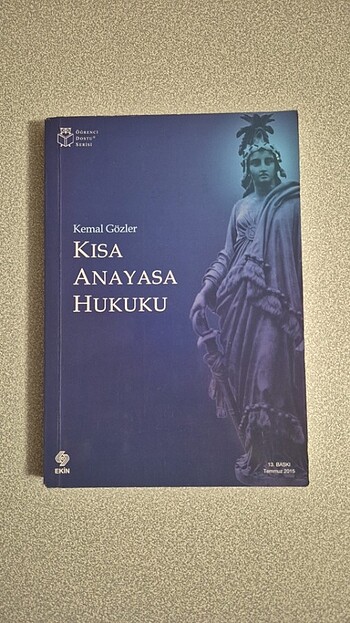 ÖĞRENCİ
DOSTU®
SERİSİ
Kemal Gözler
KISA
ANAYASA
HUKUKU
EKİN
13. BASKI
Temmuz 2015